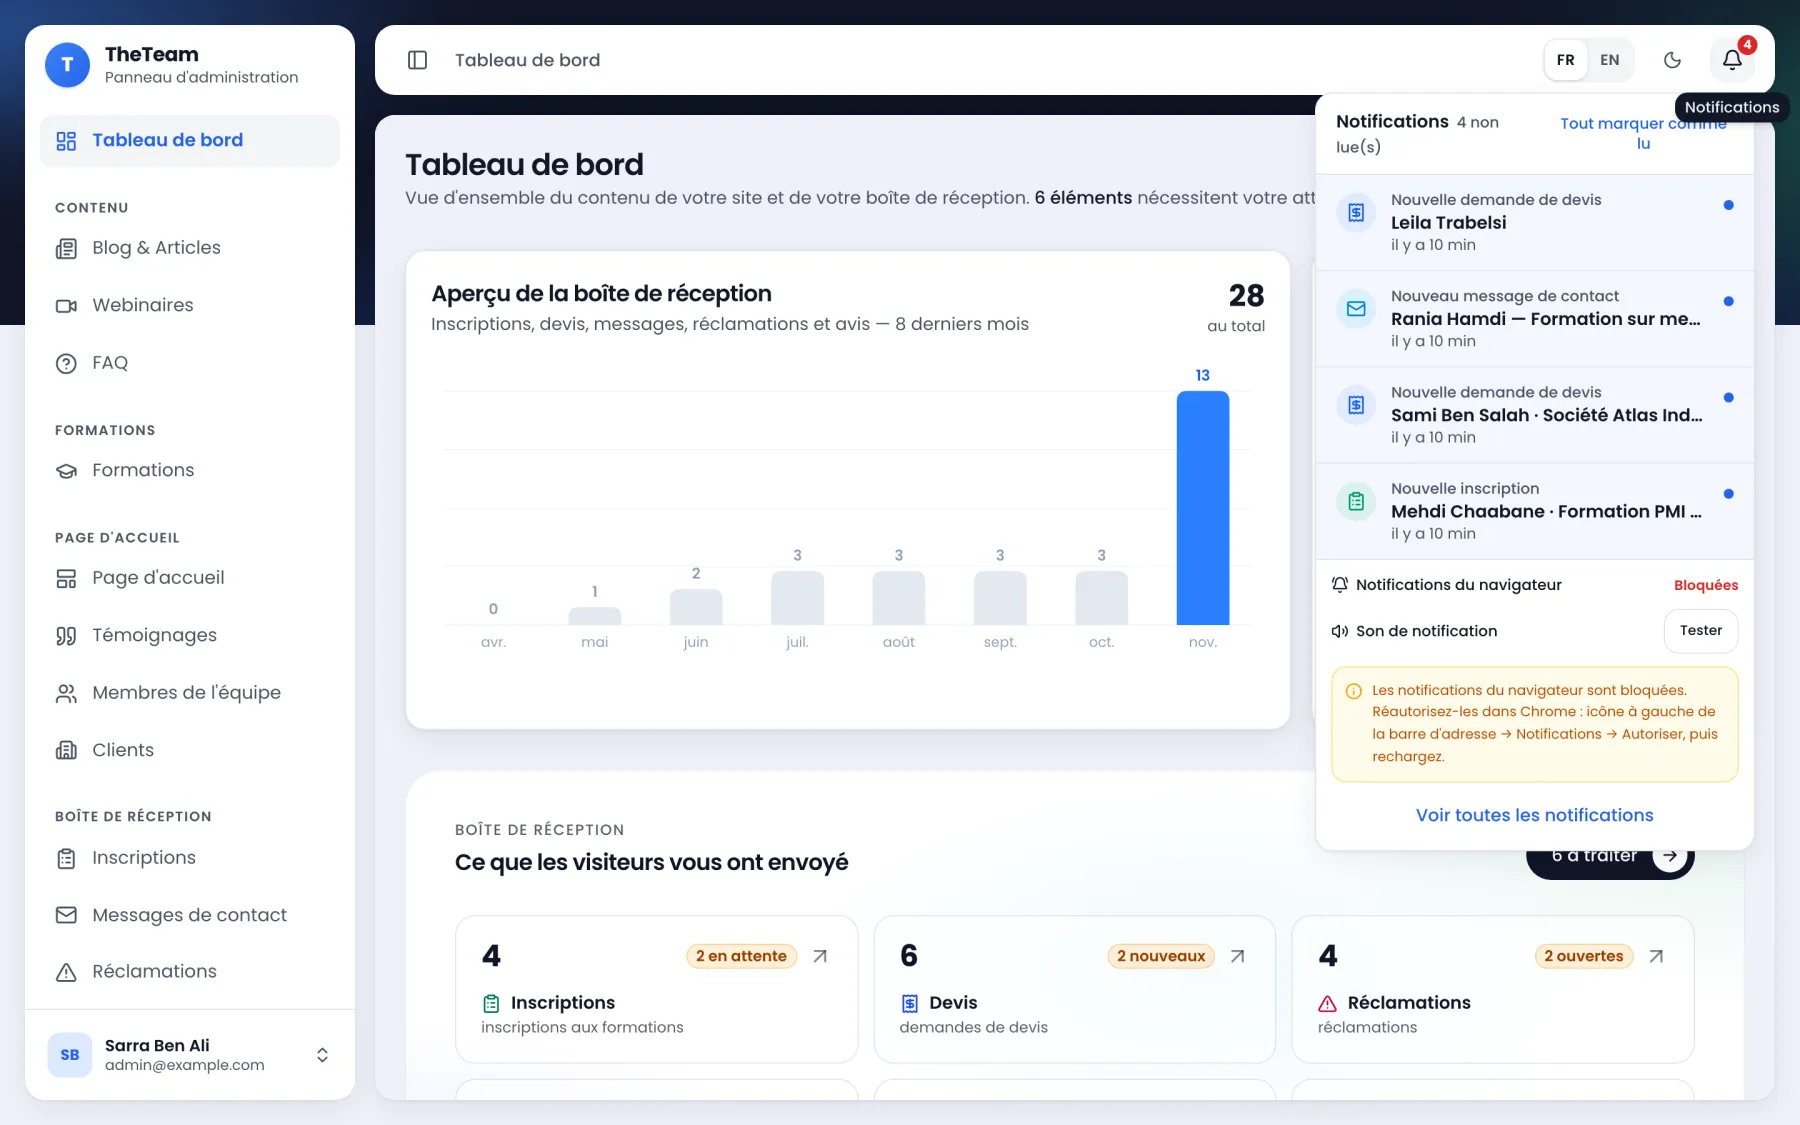 T
TheTeam
Panneau d'administration
Tableau de bord
CONTENU
Blog & Articles
Webinaires
FAQ
FORMATIONS
Formations
PAGE D'ACCUEIL
Page d'accueil
Témoignages
Membres de l'équipe
Clients
BOÎTE DE RÉCEPTION
Inscriptions
Messages de contact
Réclamations
SB
Sarra Ben Ali
admin@example.com
Tableau de bord
FR
EN
4
Notifications
Tableau de bord
Vue d'ensemble du contenu de votre site et de votre boîte de réception. 6 éléments nécessitent votre att
Aperçu de la boîte de réception
Inscriptions, devis, messages, réclamations et avis — 8 derniers mois
28
au total
0
1
2
3
3
3
3
13
avr.
mai
juin
juil.
août
sept.
oct.
nov.
Notifications 4 non
lue(s)
Tout marquer comme
lu
Nouvelle demande de devis
Leila Trabelsi
il y a 10 min
Nouveau message de contact
Rania Hamdi — Formation sur me...
il y a 10 min
Nouvelle demande de devis
Sami Ben Salah · Société Atlas Ind...
il y a 10 min
Nouvelle inscription
Mehdi Chaabane · Formation PMI ...
il y a 10 min
Notifications du navigateur
Bloquées
Son de notification
Tester
Les notifications du navigateur sont bloquées.
Réautorisez-les dans Chrome : icône à gauche de
la barre d'adresse → Notifications → Autoriser, puis
rechargez.
Voir toutes les notifications
BOÎTE DE RÉCEPTION
Ce que les visiteurs vous ont envoyé
6 à traiter
4
2 en attente
Inscriptions
inscriptions aux formations
6
2 nouveaux
Devis
demandes de devis
4
2 ouvertes
Réclamations
réclamations